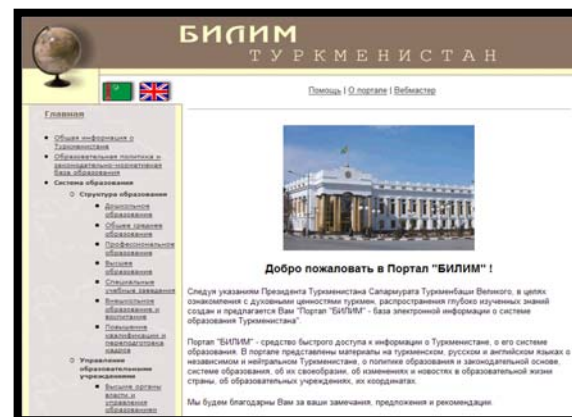 БИЛИМ
ТУРКМЕНИСТАН
Помощь | О портале | Вебмастер
Главная
Общая информация о
Туркменистане
Образовательная политика и
законодательно-нормативная
база образования
Система образования
Структура образования
Дошкольное
образование
Общее среднее
образование
Профессиональное
образование
Высшее
образование
Специальные
учебные заведения
Внешкольное
образование и
воспитание
Повышение
квалификации и
переподготовка
кадров
Управление
образовательными
учреждениями
Высшие органы
власти и
управления
образованием
Добро пожаловать в Портал "БИЛИМ" !
Следуя указаниям Президента Туркменистана Сапармурата Туркменбаши Великого, в целях
ознакомления с духовными ценностями туркмен, распространения глубоко изученных знаний
создан и предлагается Вам "Портал "БИЛИМ" - база электронной информации о системе
образования Туркменистана".
Портал "БИЛИМ" - средство быстрого доступа к информации о Туркменистане, о его системе
образования. В портале представлены материалы на туркменском, русском и английском языках о
независимом и нейтральном Туркменистане, о политике образования и законодательной основе,
системе образования, об их своеобразии, об изменениях и новостях в образовательной жизни
страны, об образовательных учреждениях, их координатах.
Мы будем благодарны Вам за ваши замечания, предложения и рекомендации.